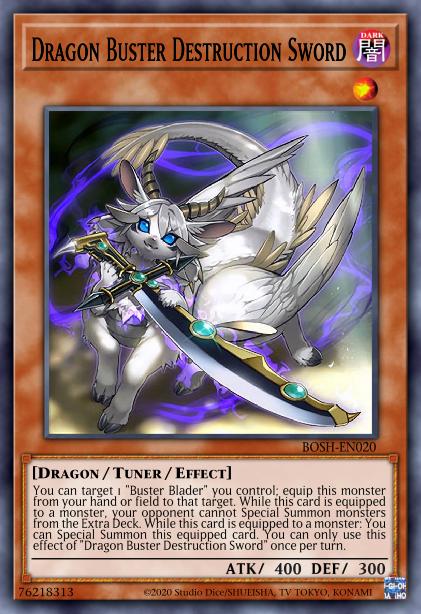 DRAGON BUSTER DESTRUCTION SWORD
DARK
闇
BOSH-EN020
[DRAGON / TUNER / EFFECT]
You can target 1 "Buster Blader" you control; equip this monster
from your hand or field to that target. While this card is equipped
to a monster, your opponent cannot Special Summon monsters
from the Extra Deck. While this card is equipped to a monster: You
can Special Summon this equipped card. You can only use this
effect of "Dragon Buster Destruction Sword" once per turn.
ATK/ 400 DEF/ 300
76218313
©2020 Studio Dice/SHUEISHA, TV TOKYO, KONAMI